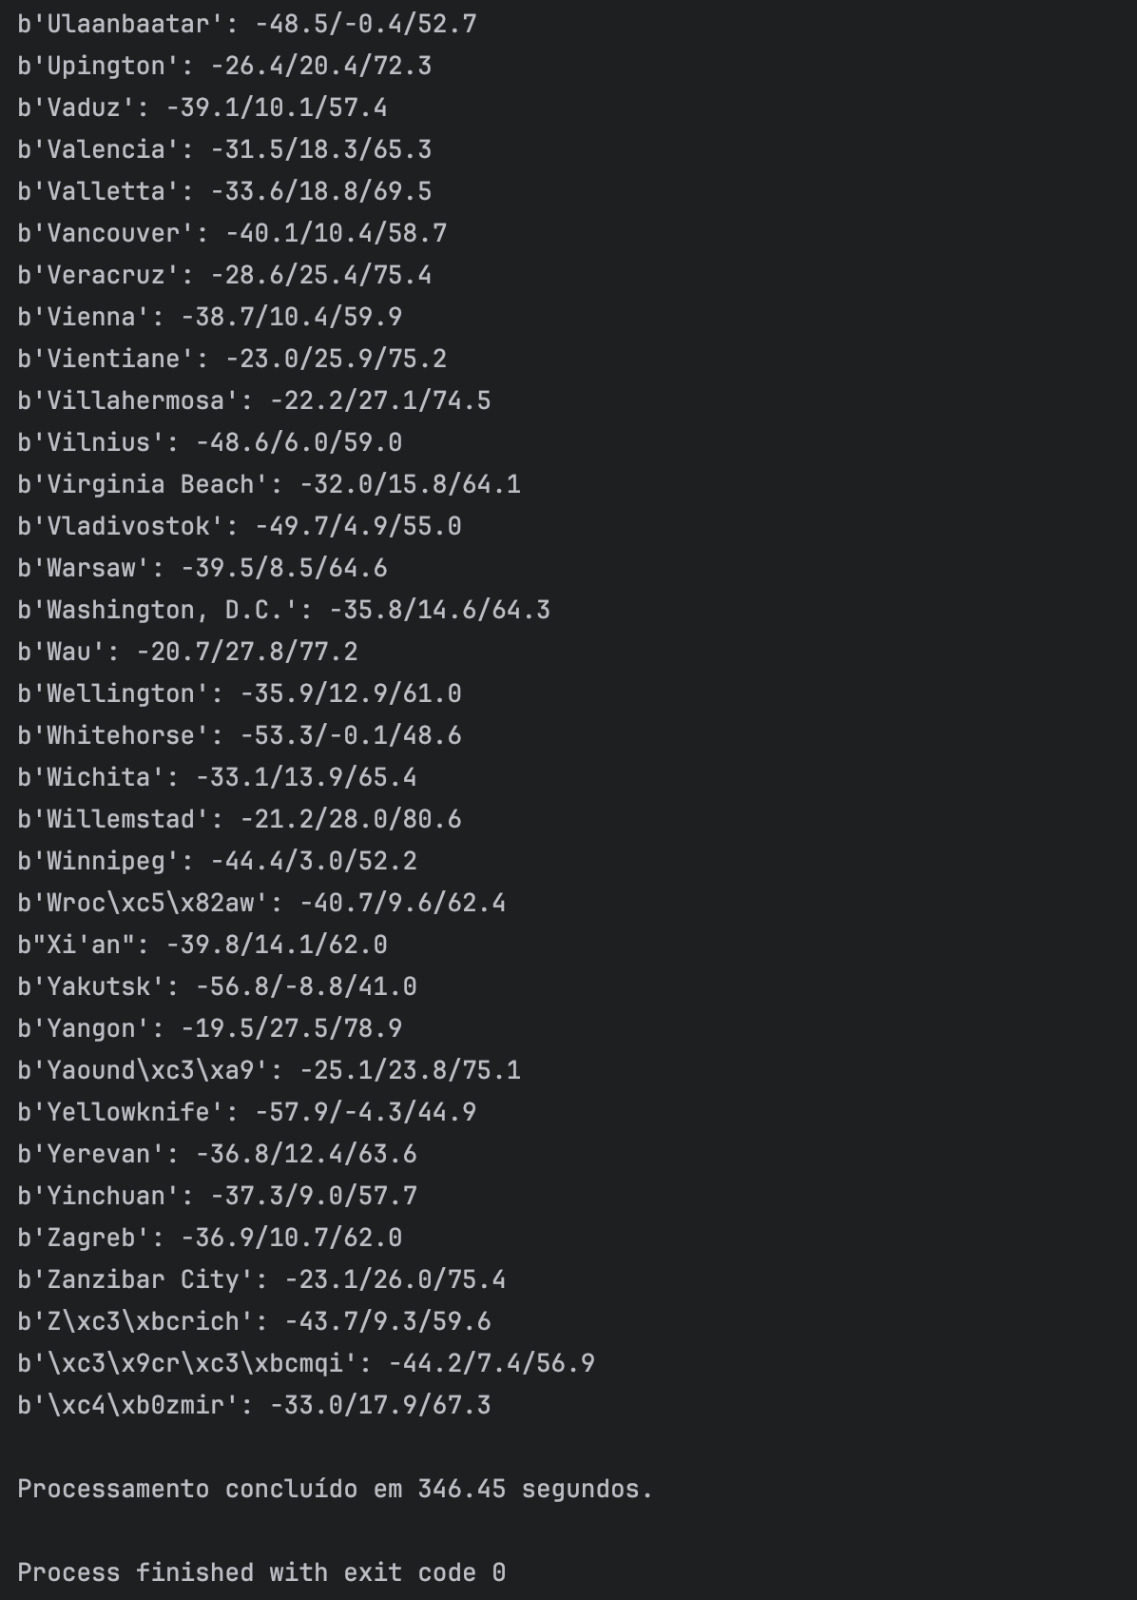 b'Ulaanbaatar': -48.5/-0.4/52.7
b'Upington': -26.4/20.4/72.3
b'Vaduz': -39.1/10.1/57.4
b'Valencia': -31.5/18.3/65.3
b'Valletta': -33.6/18.8/69.5
b'Vancouver': -40.1/10.4/58.7
b'Veracruz': -28.6/25.4/75.4
b'Vienna': -38.7/10.4/59.9
b'Vientiane': -23.0/25.9/75.2
b'Villahermosa': -22.2/27.1/74.5
b'Vilnius': -48.6/6.0/59.0
b'Virginia Beach': -32.0/15.8/64.1
b'Vladivostok': -49.7/4.9/55.0
b'Warsaw': -39.5/8.5/64.6
b'Washington, D.C.': -35.8/14.6/64.3
b'Wau': -20.7/27.8/77.2
b'Wellington': -35.9/12.9/61.0
b'Whitehorse': -53.3/-0.1/48.6
b'Wichita': -33.1/13.9/65.4
b'Willemstad': -21.2/28.0/80.6
b'Winnipeg': -44.4/3.0/52.2
b'Wroc\xc5\x82aw': -40.7/9.6/62.4
b"Xi'an": -39.8/14.1/62.0
b'Yakutsk': -56.8/-8.8/41.0
b'Yangon': -19.5/27.5/78.9
b'Yaound\xc3\xa9': -25.1/23.8/75.1
b'Yellowknife': -57.9/-4.3/44.9
b'Yerevan': -36.8/12.4/63.6
b'Yinchuan': -37.3/9.0/57.7
b'Zagreb': -36.9/10.7/62.0
b'Zanzibar City': -23.1/26.0/75.4
b'Z\xc3\xbcrich': -43.7/9.3/59.6
b'\xc3\x9cr\xc3\xbcmqi': -44.2/7.4/56.9
b'\xc4\xb0zmir': -33.0/17.9/67.3
Processamento concluído em 346.45 segundos.
Process finished with exit code 0